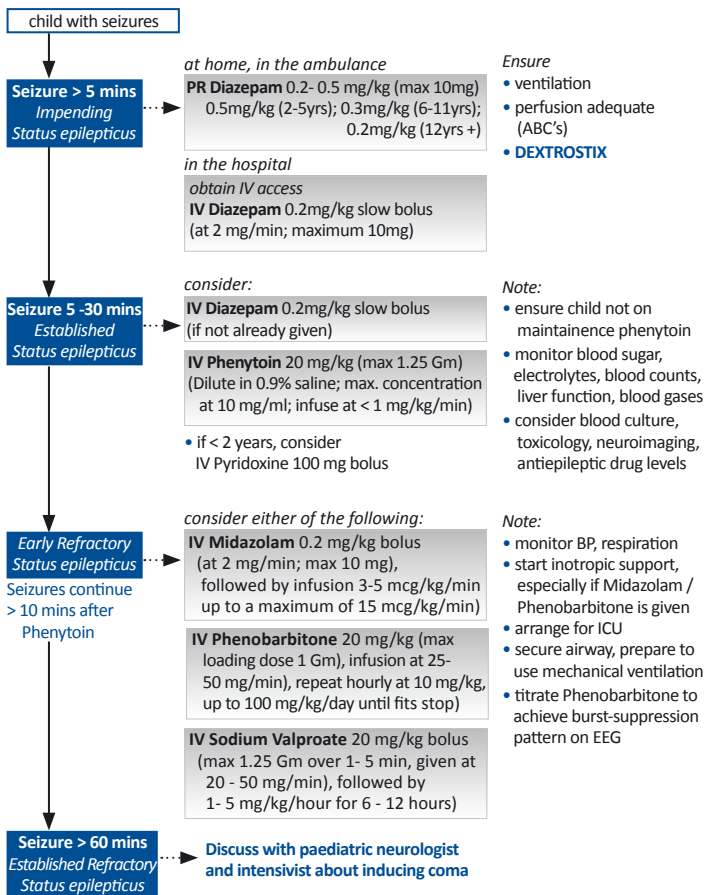 child with seizures
Seizure > 5 mins
Impending
Status epilepticus
at home, in the ambulance
PR Diazepam 0.2- 0.5 mg/kg (max 10mg)
0.5mg/kg (2-5yrs); 0.3mg/kg (6-11yrs);
0.2mg/kg (12yrs +)
in the hospital
obtain IV access
IV Diazepam 0.2mg/kg slow bolus
(at 2 mg/min; maximum 10mg)
Ensure
• ventilation
• perfusion adequate
(ABC's)
• DEXTROSTIX
Seizure 5 -30 mins
Established
Status epilepticus
consider:
IV Diazepam 0.2mg/kg slow bolus
(if not already given)
IV Phenytoin 20 mg/kg (max 1.25 Gm)
(Dilute in 0.9% saline; max. concentration
at 10 mg/ml; infuse at < 1 mg/kg/min)
• if < 2 years, consider
IV Pyridoxine 100 mg bolus
Note:
• ensure child not on
maintainence phenytoin
• monitor blood sugar,
electrolytes, blood counts,
liver function, blood gases
• consider blood culture,
toxicology, neuroimaging,
antiepileptic drug levels
Early Refractory
Status epilepticus
Seizures continue
> 10 mins after
Phenytoin
consider either of the following:
IV Midazolam 0.2 mg/kg bolus
(at 2 mg/min; max 10 mg),
followed by infusion 3-5 mcg/kg/min
up to a maximum of 15 mcg/kg/min)
IV Phenobarbitone 20 mg/kg (max
loading dose 1 Gm), infusion at 25-
50 mg/min), repeat hourly at 10 mg/kg,
up to 100 mg/kg/day until fits stop)
IV Sodium Valproate 20 mg/kg bolus
(max 1.25 Gm over 1- 5 min, given at
20 - 50 mg/min), followed by
1- 5 mg/kg/hour for 6 - 12 hours)
Note:
• monitor BP, respiration
• start inotropic support,
especially if Midazolam /
Phenobarbitone is given
• arrange for ICU
• secure airway, prepare to
use mechanical ventilation
• titrate Phenobarbitone to
achieve burst-suppression
pattern on EEG
Seizure > 60 mins
Established Refractory
Status epilepticus
Discuss with paediatric neurologist
and intensivist about inducing coma